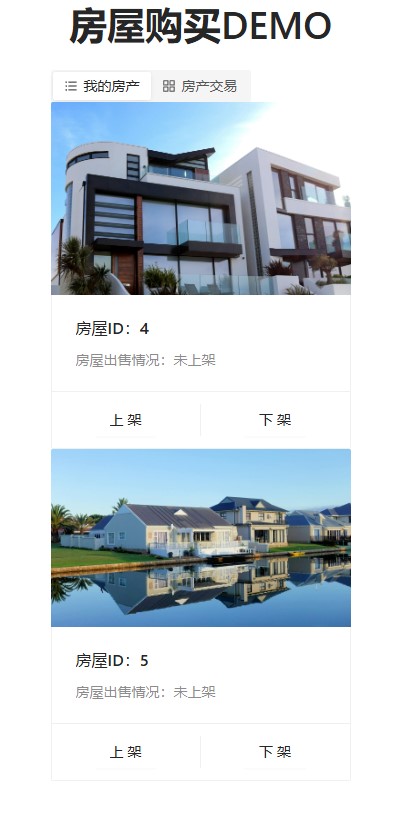 房屋购买DEMO
我的房产 房产交易
房屋ID：4
房屋出售情况：未上架
上 架 下 架
房屋ID：5
房屋出售情况：未上架
上 架 下 架